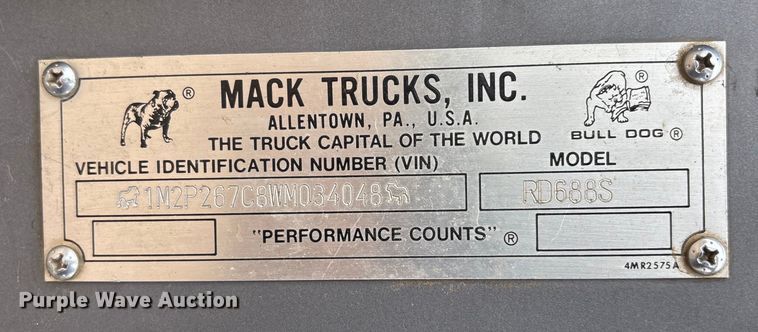 MACK TRUCKS, INC.
ALLENTOWN, PA., U.S.A.
THE TRUCK CAPITAL OF THE WORLD
BULL DOG ®
VEHICLE IDENTIFICATION NUMBER (VIN) MODEL
1M2P267C8WM034048 RD688S
"PERFORMANCE COUNTS" ®
4MR2575A
Purple Wave Auction